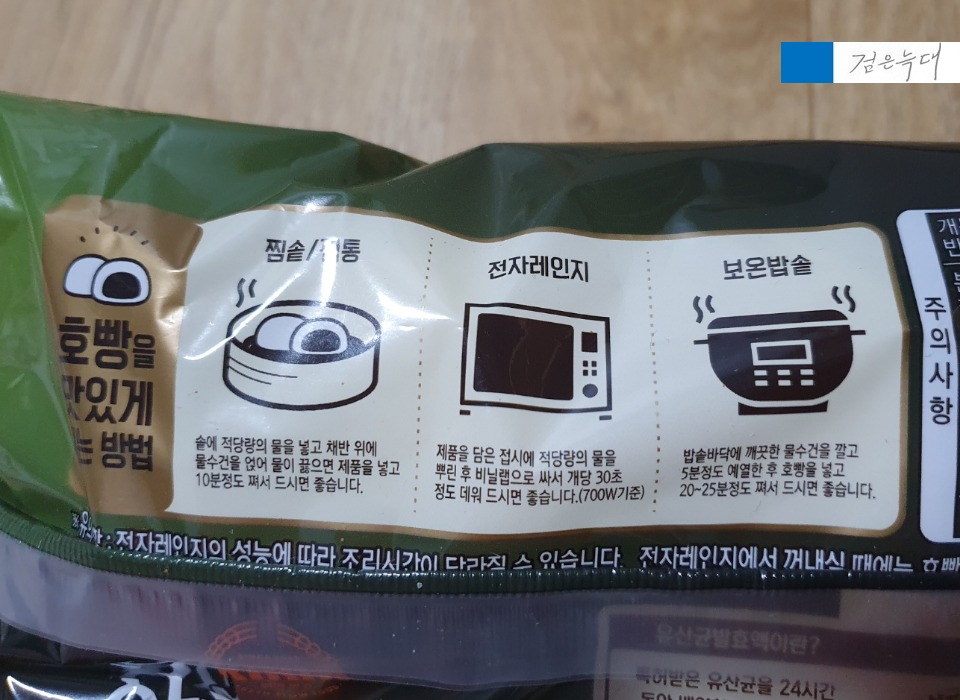 검은늑대
호빵을
맛있게
는 방법
찜솥/찜통
솥에 적당량의 물을 넣고 채반 위에
물수건을 얹어 물이 끓으면 제품을 넣고
10분정도 쪄서 드시면 좋습니다.
전자레인지
제품을 담은 접시에 적당량의 물을
뿌린 후 비닐랩으로 싸서 개당 30초
정도 데워 드시면 좋습니다.(700W기준)
보온밥솥
밥솥바닥에 깨끗한 물수건을 깔고
5분정도 예열한 후 호빵을 넣고
20~25분정도 쪄서 드시면 좋습니다.
주의사항
전자레인지의 성능에 따라 조리시간이 달라질 수 있습니다. 전자레인지에서 꺼내실 때에는 호빵
유산균발효액이란?
특허받은 유산균을 24시간